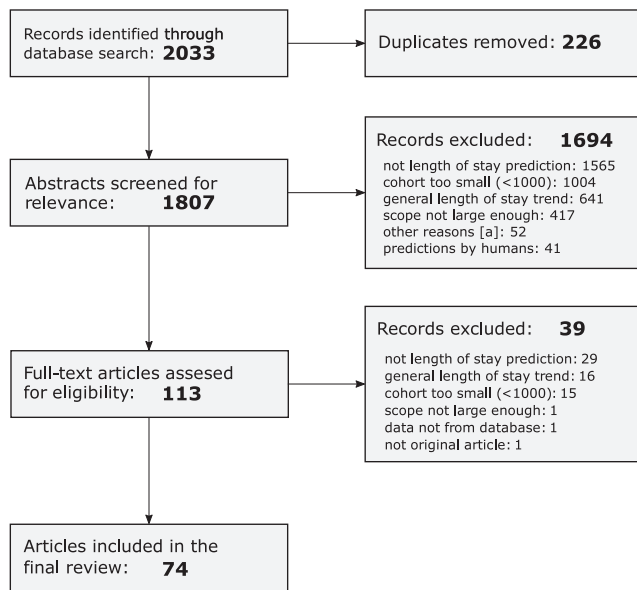 Records identified through
database search: 2033
Duplicates removed: 226
Abstracts screened for
relevance: 1807
Records excluded: 1694
not length of stay prediction: 1565
cohort too small (<1000): 1004
general length of stay trend: 641
scope not large enough: 417
other reasons [a]: 52
predictions by humans: 41
Full-text articles assesed
for eligibility: 113
Records excluded: 39
not length of stay prediction: 29
general length of stay trend: 16
cohort too small (<1000): 15
scope not large enough: 1
data not from database: 1
not original article: 1
Articles included in the
final review: 74